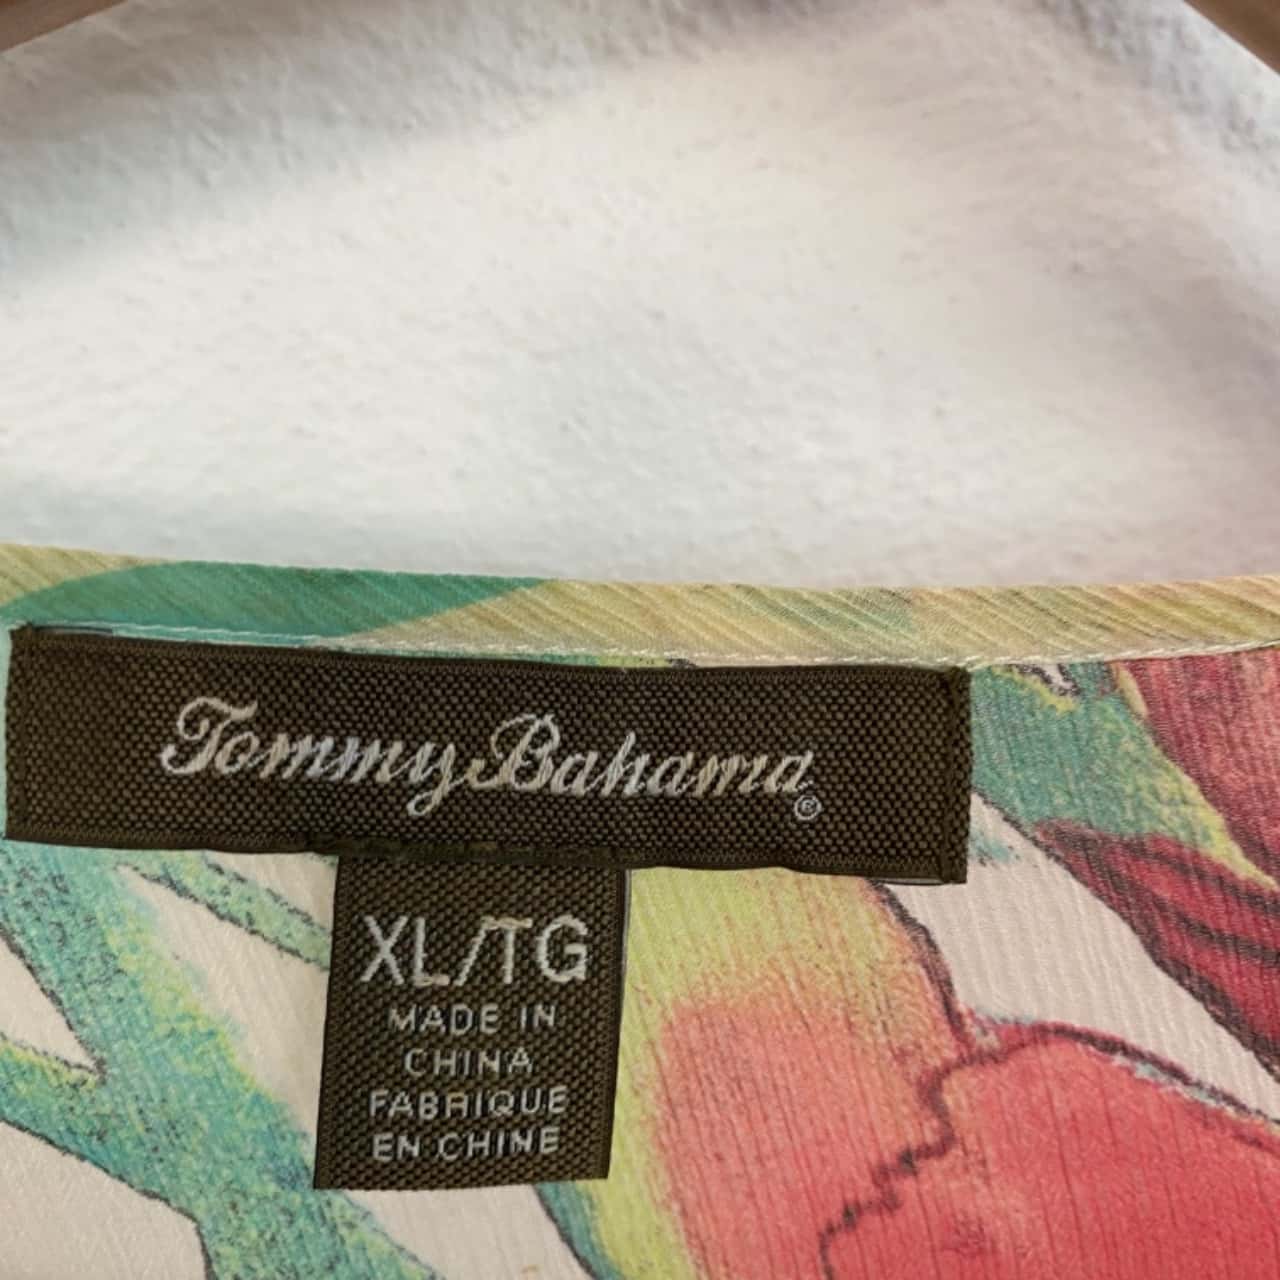 Tommy Bahama®
XL/TG
MADE IN
CHINA
FABRIQUE
EN CHINE